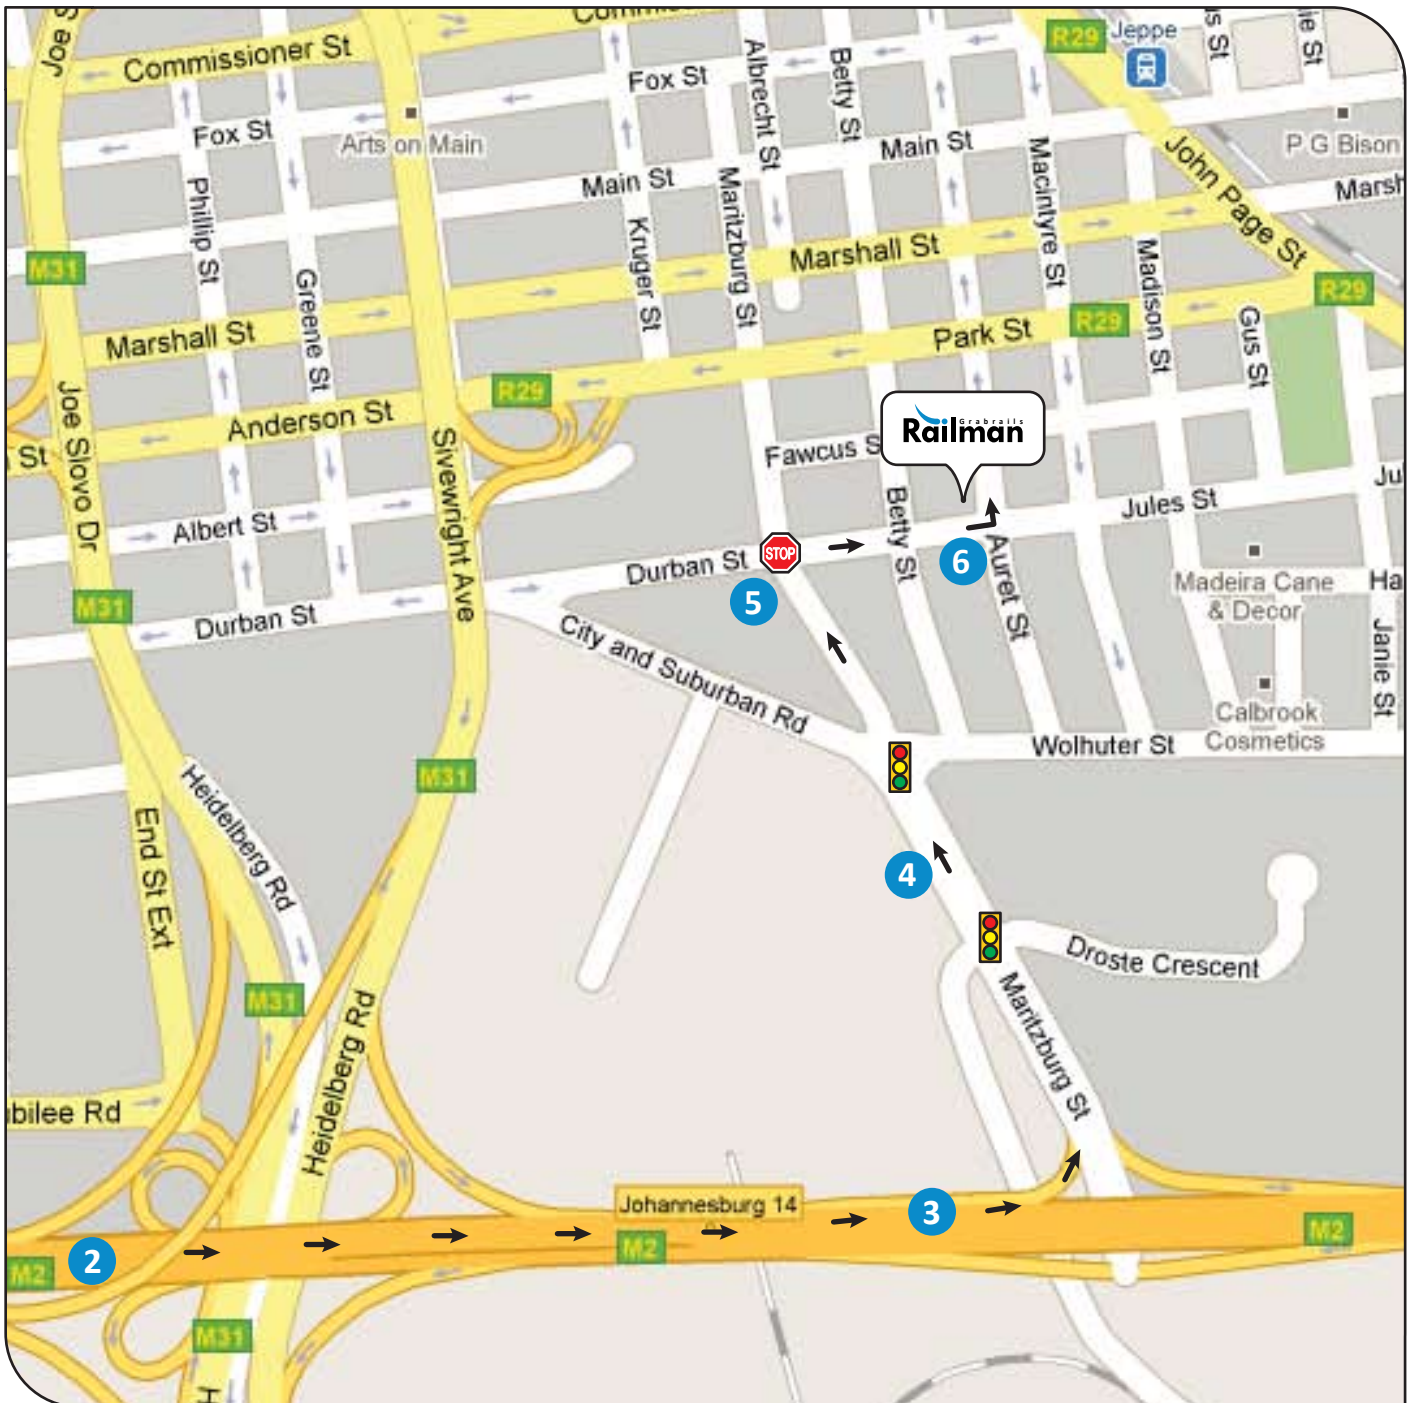 Joe S
Commissioner St
R29
Jeppe
Fox St
Albrecht St
Betty St
Fox St
Arts on Main
Main St
P G Bison
Main St
Macintyre St
John Page St
Marsh
Phillip St
Maritzburg St
Kruger St
M31
Greene St
Marshall St
Madison St
R29
Marshall St
R29
Park St
Gus St
Joe Slovo Dr
R29
Anderson St
Sivewright Ave
Railman
Grabrails
Fawcus S
St
Betty St
Jules St
Ju
Albert St
STOP
Durban St
6
Auret St
Madeira Cane
& Decor
Ha
M31
5
Durban St
City and Suburban Rd
Janie St
Calbrook
Cosmetics
Wolhuter St
M31
Heidelberg Rd
End St Ext
4
Droste Crescent
M31
Maritzburg St
Heidelberg Rd
bilee Rd
Johannesburg 14
3
M2
M2
2
M2
M31
H